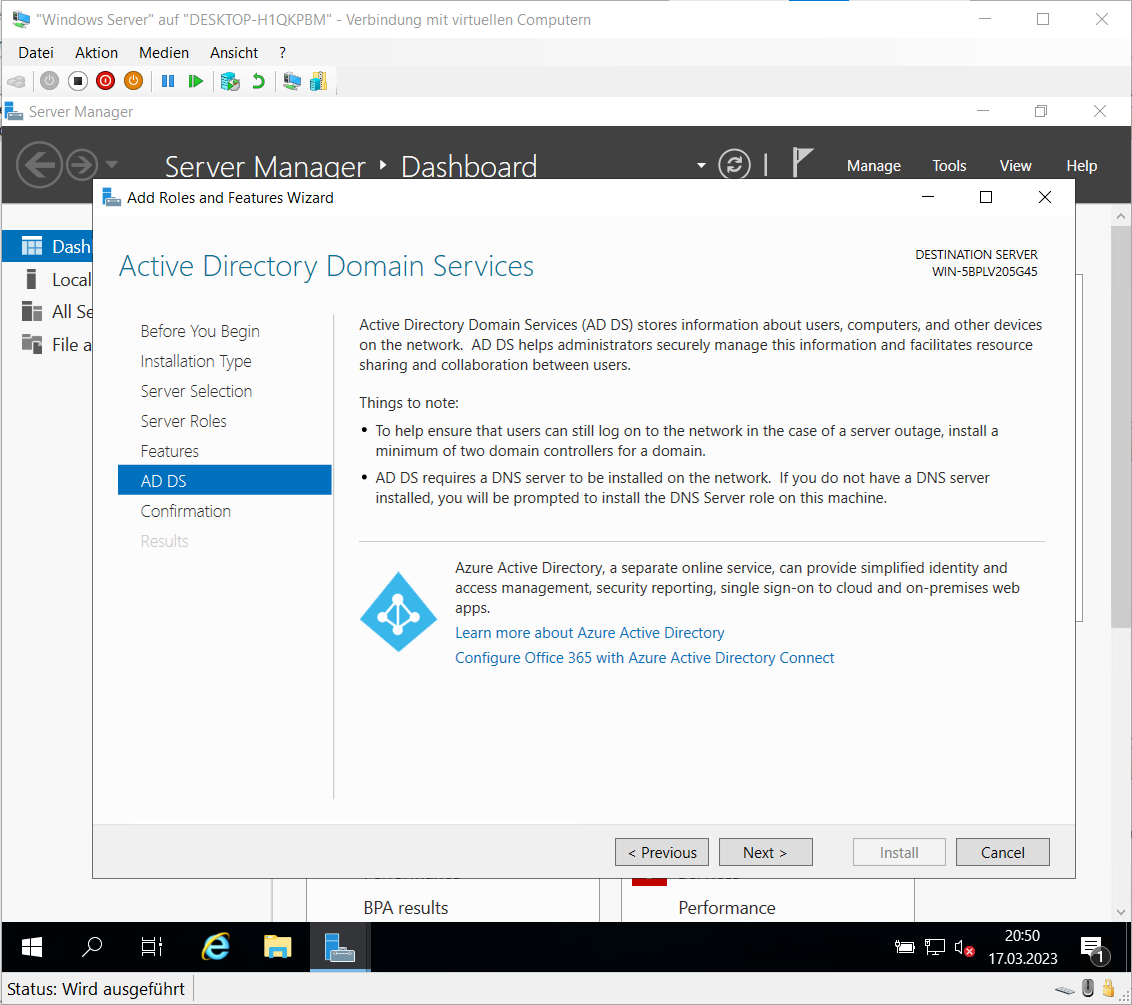 "Windows Server" auf "DESKTOP-H1QKPBM" - Verbindung mit virtuellen Computern
Datei Aktion Medien Ansicht ?
Server Manager
Server Manager Dashboard
Manage Tools View Help
Add Roles and Features Wizard
Dash
Local
All Se
File a
Active Directory Domain Services
DESTINATION SERVER
WIN-5BPLV205G45
Before You Begin
Installation Type
Server Selection
Server Roles
Features
AD DS
Confirmation
Results
Active Directory Domain Services (AD DS) stores information about users, computers, and other devices
on the network. AD DS helps administrators securely manage this information and facilitates resource
sharing and collaboration between users.
Things to note:
• To help ensure that users can still log on to the network in the case of a server outage, install a
minimum of two domain controllers for a domain.
• AD DS requires a DNS server to be installed on the network. If you do not have a DNS server
installed, you will be prompted to install the DNS Server role on this machine.
Azure Active Directory, a separate online service, can provide simplified identity and
access management, security reporting, single sign-on to cloud and on-premises web
apps.
Learn more about Azure Active Directory
Configure Office 365 with Azure Active Directory Connect
< Previous Next > Install Cancel
BPA results Performance
20:50
17.03.2023
1
Status: Wird ausgeführt